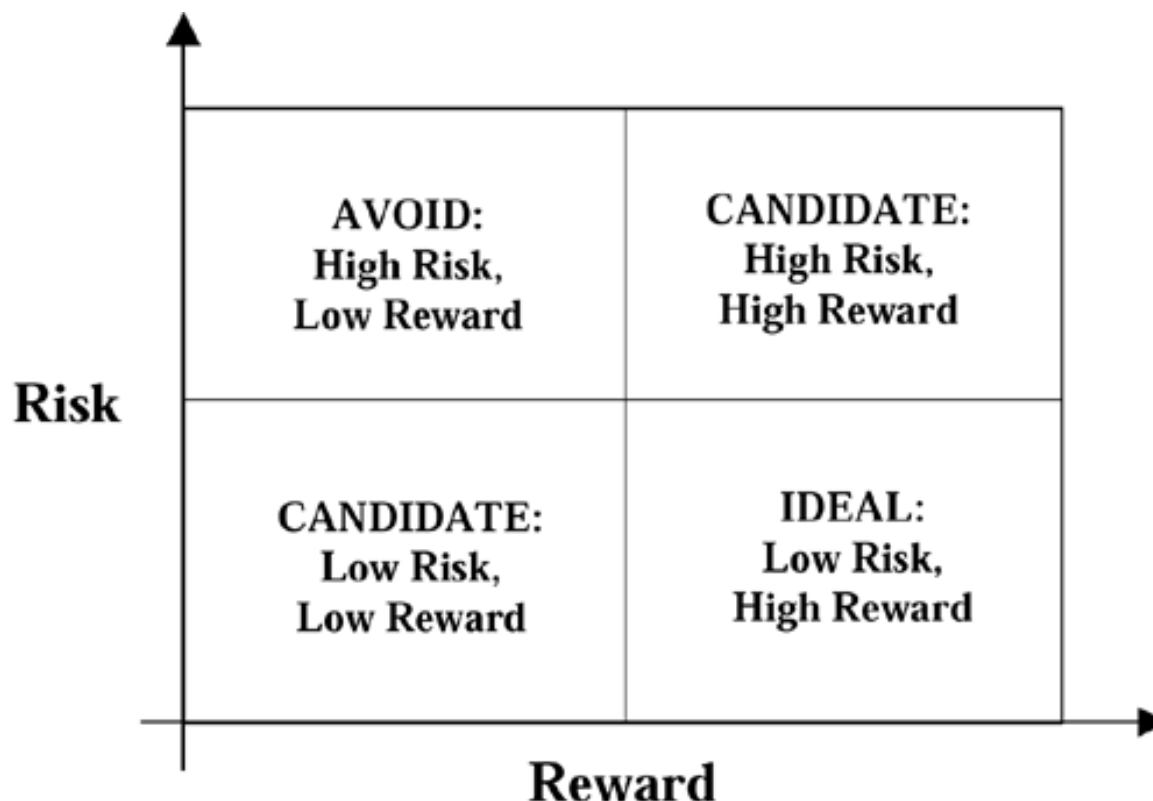 AVOID:
High Risk,
Low Reward
CANDIDATE:
High Risk,
High Reward
Risk
CANDIDATE:
Low Risk,
Low Reward
IDEAL:
Low Risk,
High Reward
Reward